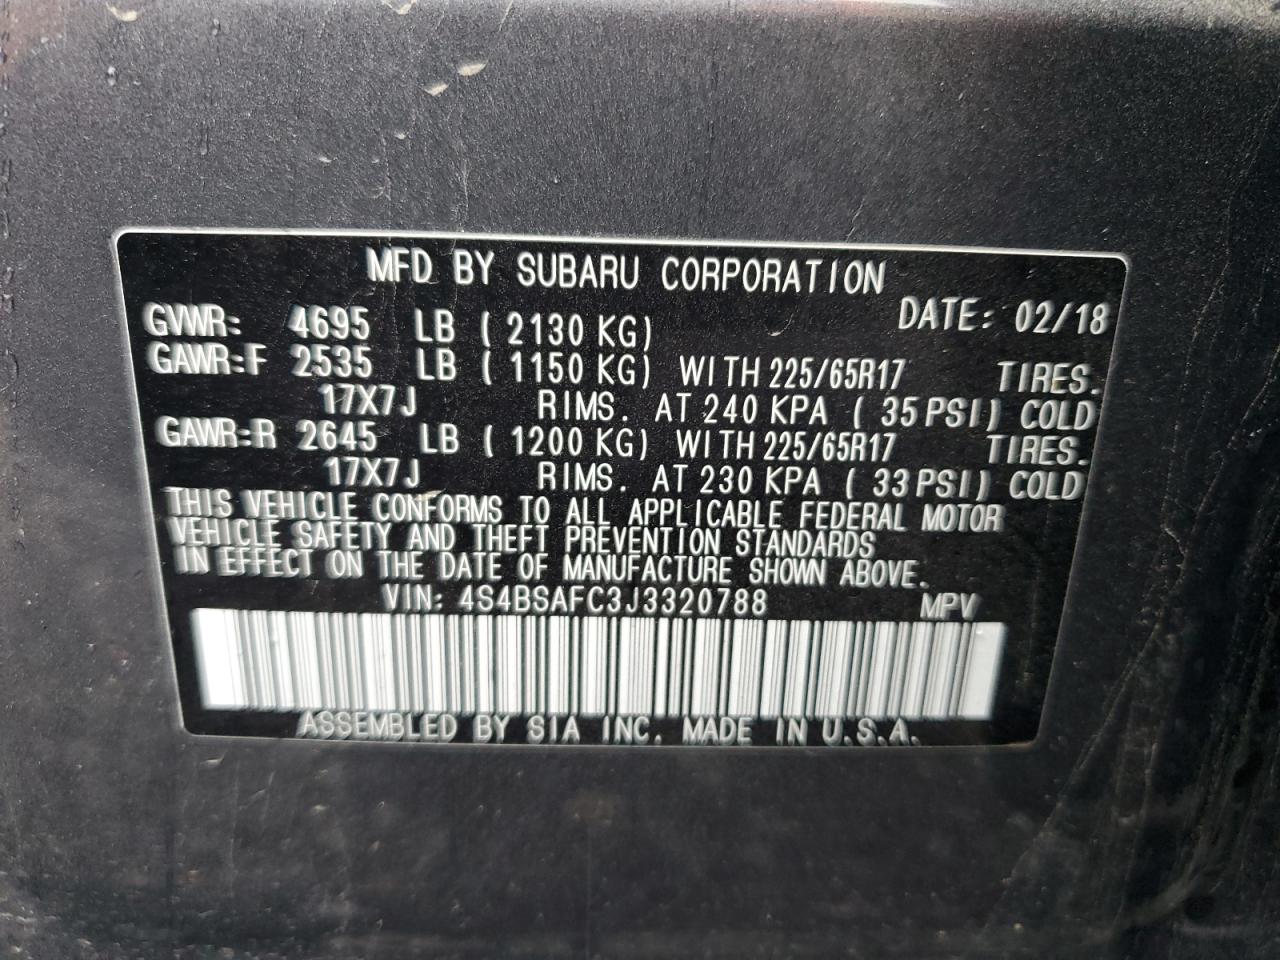 MFD BY SUBARU CORPORATION
DATE: 02/18
GVWR: 4695 LB ( 2130 KG)
GAWR:F 2535 LB ( 1150 KG) WITH 225/65R17 TIRES.
17X7J RIMS. AT 240 KPA ( 35 PSI) COLD
GAWR:R 2645 LB ( 1200 KG) WITH 225/65R17 TIRES.
17X7J RIMS. AT 230 KPA ( 33 PSI) COLD
THIS VEHICLE CONFORMS TO ALL APPLICABLE FEDERAL MOTOR
VEHICLE SAFETY AND THEFT PREVENTION STANDARDS
IN EFFECT ON THE DATE OF MANUFACTURE SHOWN ABOVE.
VIN: 4S4BSAFC3J3320788 MPV
ASSEMBLED BY SIA INC. MADE IN U.S.A.